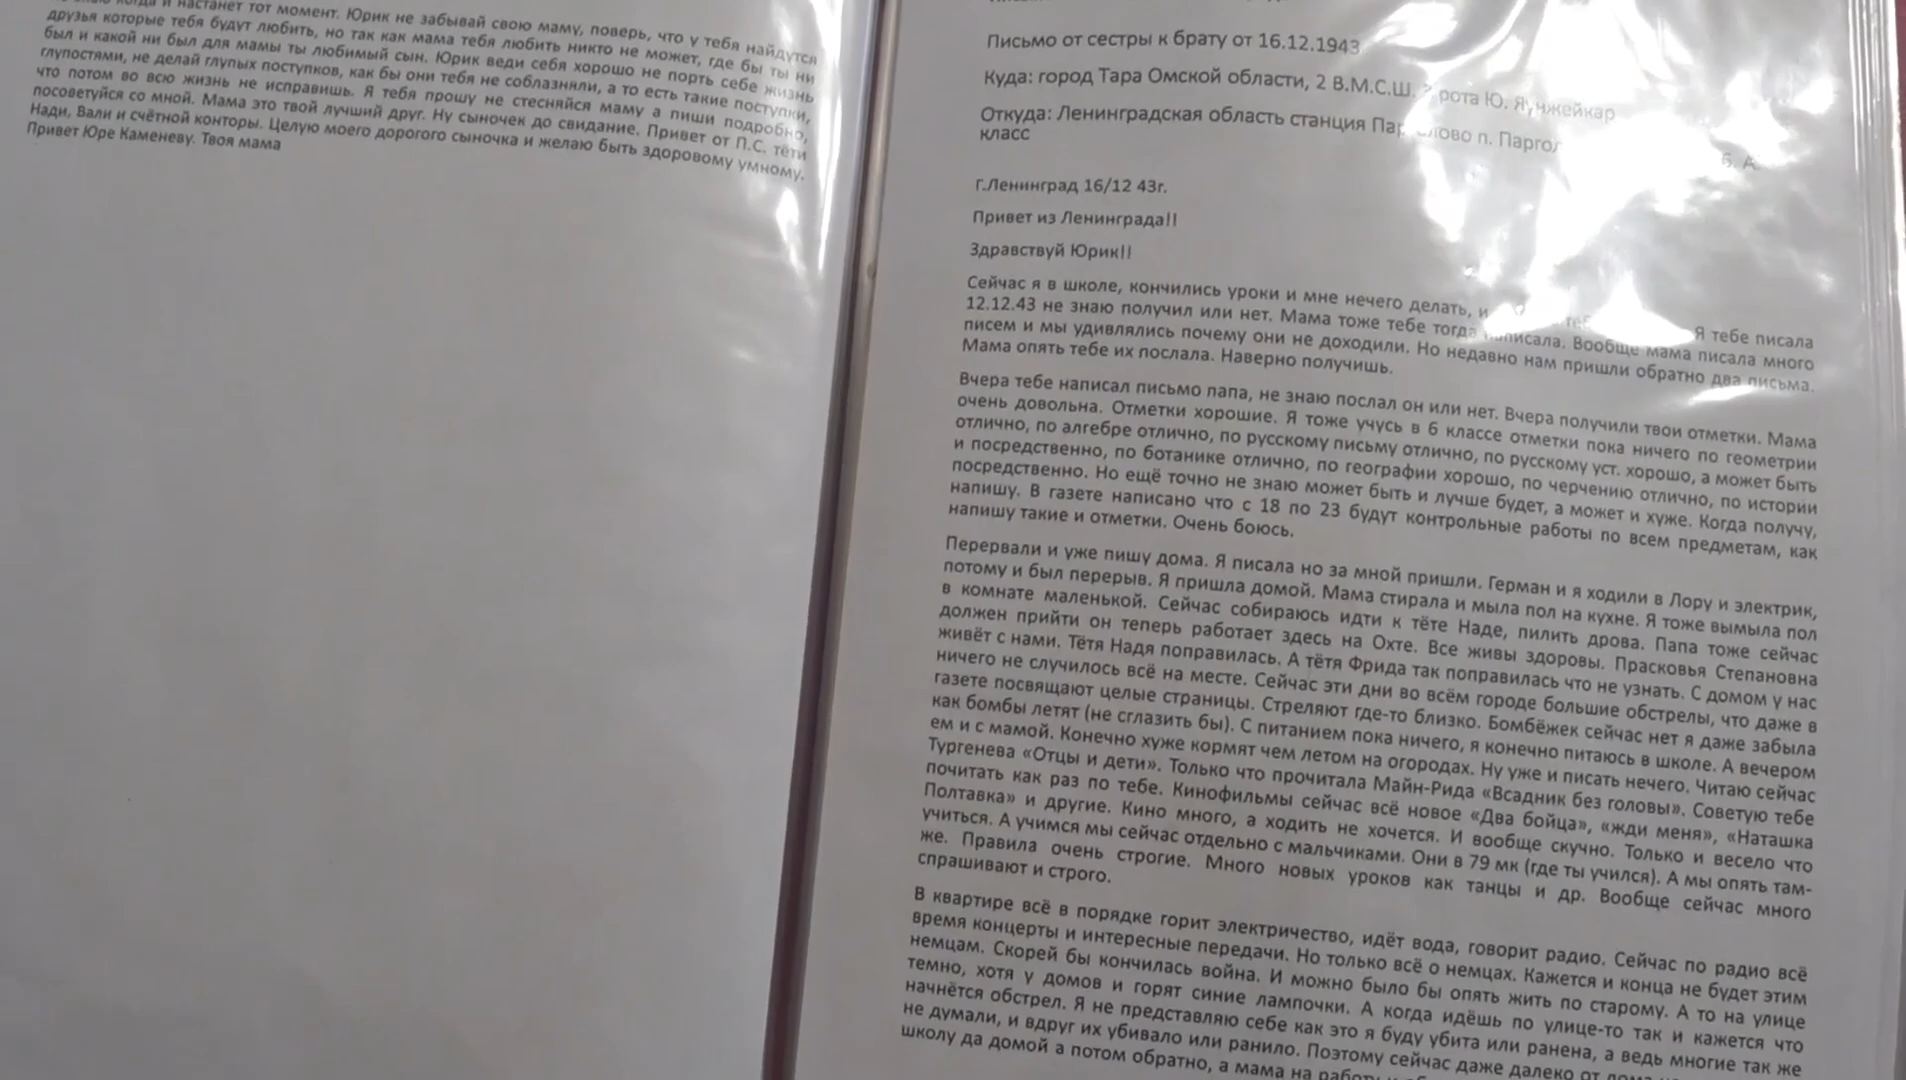 когда и настанет тот момент. Юрик не забывай свою маму, поверь, что у тебя найдутся
друзья которые тебя будут любить, но так как мама тебя любить никто не может, где бы ты ни
был и какой ни был для мамы ты любимый сын. Юрик веди себя хорошо не порть себе жизнь
глупостями, не делай глупых поступков, как бы они тебя не соблазняли, а то есть такие поступки,
что потом во всю жизнь не исправишь. Я тебя прошу не стесняйся маму а пиши подробно,
посоветуйся со мной. Мама это твой лучший друг. Ну сыночек до свидание. Привет от П.С. тёти
Нади, Вали и счётной конторы. Целую моего дорогого сыночка и желаю быть здоровому умному.
Привет Юре Каменеву. Твоя мама
Письмо от сестры к брату от 16.12.1943
Куда: город Тара Омской области, 2 В.М.С.Ш. рота Ю. Яунжейкар
Откуда: Ленинградская область станция п.
класс
г.Ленинград 16/12 43г.
Привет из Ленинграда!!
Здравствуй Юрик!!
Сейчас я в школе, кончились уроки и мне нечего делать, Я тебе писала
12.12.43 не знаю получил или нет. Мама тоже тебе тогда написала. Вообще мама писала много
писем и мы удивлялись почему они не доходили. Но недавно нам пришли обратно два письма.
Мама опять тебе их послала. Наверно получишь.
Вчера тебе написал письмо папа, не знаю послал он или нет. Вчера получили твои отметки. Мама
очень довольна. Отметки хорошие. Я тоже учусь в 6 классе отметки пока ничего по геометрии
отлично, по алгебре отлично, по русскому письму отлично, по русскому уст. хорошо, а может быть
и посредственно, по ботанике отлично, по географии хорошо, по черчению отлично, по истории
посредственно. Но ещё точно не знаю может быть и лучше будет, а может и хуже. Когда получу,
напишу. В газете написано что с 18 по 23 будут контрольные работы по всем предметам, как
напишу такие и отметки. Очень боюсь.
Перервали и уже пишу дома. Я писала но за мной пришли. Герман и я ходили в Лору и электрик,
потому и был перерыв. Я пришла домой. Мама стирала и мыла пол на кухне. Я тоже вымыла пол
в комнате маленькой. Сейчас собираюсь идти к тёте Наде, пилить дрова. Папа тоже сейчас
должен прийти он теперь работает здесь на Охте. Все живы здоровы. Прасковья Степановна
живёт с нами. Тётя Надя поправилась. А тётя Фрида так поправилась что не узнать. С домом у нас
ничего не случилось всё на месте. Сейчас эти дни во всём городе большие обстрелы, что даже в
газете посвящают целые страницы. Стреляют где-то близко. Бомбёжек сейчас нет я даже забыла
как бомбы летят (не сглазить бы). С питанием пока ничего, я конечно питаюсь в школе. А вечером
ем и с мамой. Конечно хуже кормят чем летом на огородах. Ну уже и писать нечего. Читаю сейчас
Тургенева «Отцы и дети». Только что прочитала Майн-Рида «Всадник без головы». Советую тебе
почитать как раз по тебе. Кинофильмы сейчас всё новое «Два бойца», «жди меня», «Наташка
Полтавка» и другие. Кино много, а ходить не хочется. И вообще скучно. Только и весело что
учиться. А учимся мы сейчас отдельно с мальчиками. Они в 79 мк (где ты учился). А мы опять там-
же. Правила очень строгие. Много новых уроков как танцы и др. Вообще сейчас много
спрашивают и строго.
В квартире всё в порядке горит электричество, идёт вода, говорит радио. Сейчас по радио всё
время концерты и интересные передачи. Но только всё о немцах. Кажется и конца не будет этим
немцам. Скорей бы кончилась война. И можно было бы опять жить по старому. А то на улице
темно, хотя у домов и горят синие лампочки. А когда идёшь по улице-то так и кажется что
начнётся обстрел. Я не представляю себе как это я буду убита или ранена, а ведь многие так же
не думали, и вдруг их убивало или ранило. Поэтому сейчас даже далеко от дома
школу да домой а потом обратно, а мама на